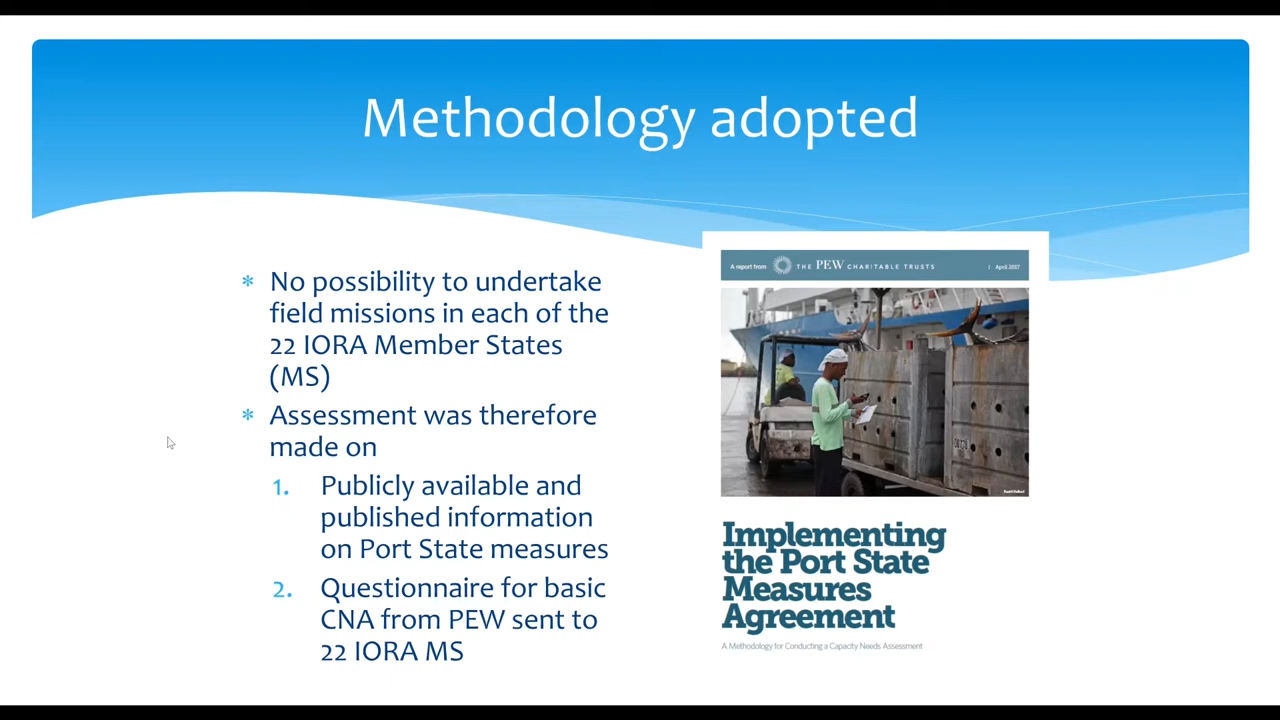 Methodology adopted
* No possibility to undertake
field missions in each of the
22 IORA Member States
(MS)
* Assessment was therefore
made on
1. Publicly available and
published information
on Port State measures
2. Questionnaire for basic
CNA from PEW sent to
22 IORA MS
A report from THE PEW CHARITABLE TRUSTS | April 2017
Implementing
the Port State
Measures
Agreement
A Methodology for Conducting a Capacity Needs Assessment